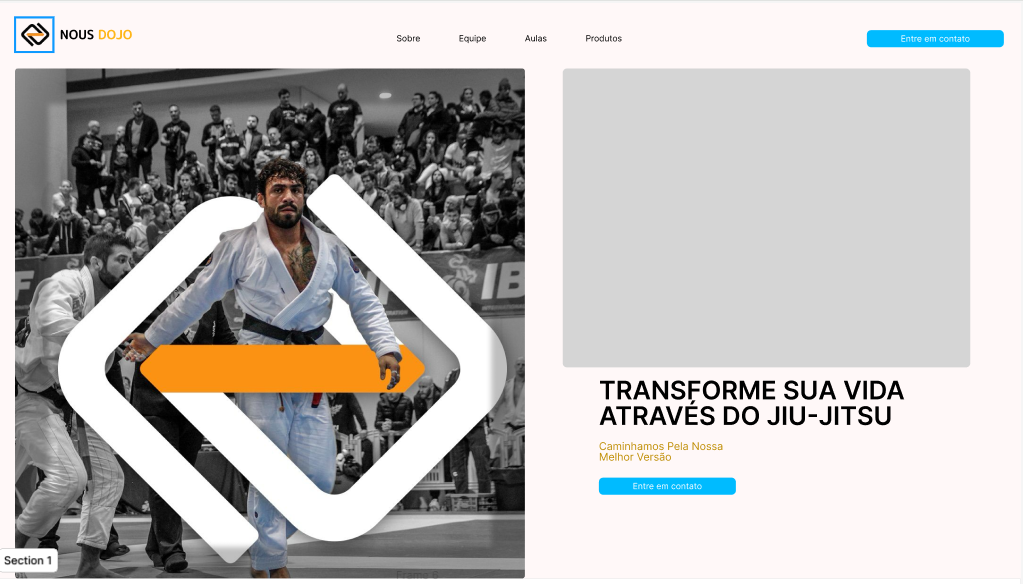 NOUS DOJO
Sobre
Equipe
Aulas
Produtos
Entre em contato
IB
TRANSFORME SUA VIDA
ATRAVÉS DO JIU-JITSU
Caminhamos Pela Nossa
Melhor Versão
Entre em contato
Section 1
Frame 6